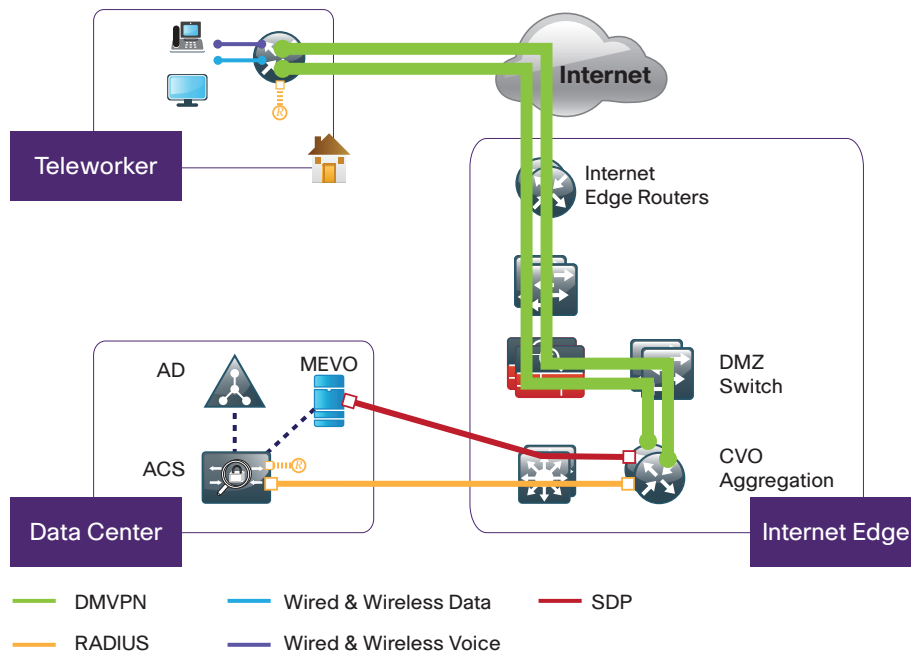 Internet
Teleworker
Internet
Edge Routers
R
AD
MEVO
DMZ
Switch
ACS
R
CVO
Aggregation
Data Center
Internet Edge
DMVPN
Wired & Wireless Data
SDP
RADIUS
Wired & Wireless Voice